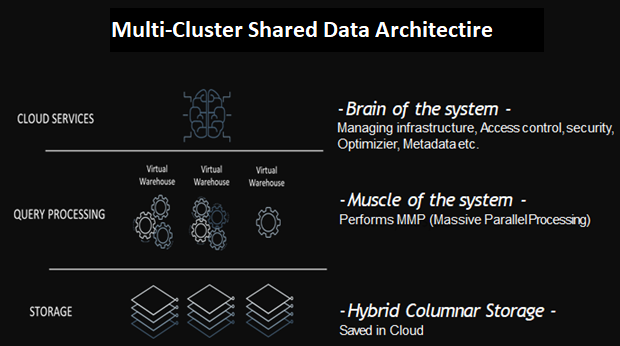 Multi-Cluster Shared Data Architectire
CLOUD SERVICES
- Brain of the system -
Managing infrastructure, Access control, security,
Optimizier, Metadata etc.
Virtual
Warehouse
Virtual
Warehouse
Virtual
Warehouse
QUERY PROCESSING
- Muscle of the system -
Performs MMP (Massive Parallel Processing)
STORAGE
- Hybrid Columnar Storage -
Saved in Cloud